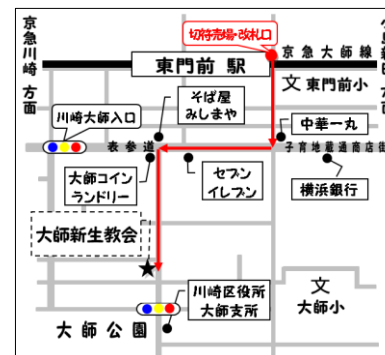 京急川崎 方面
切符売場・改札口
京急大師線
東門前 駅
文 東門前小
そば屋
みしまや
川崎大師入口
中華一丸
表参道
子育地蔵通商店街
大師コイン
ランドリー
セブン
イレブン
横浜銀行
大師新生教会
川崎区役所
大師支所
文
大師小
大師公園